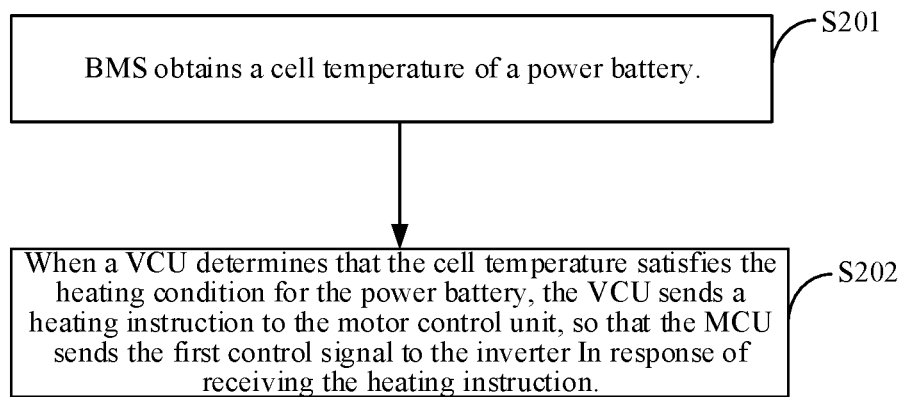 S201
BMS obtains a cell temperature of a power battery.
When a VCU determines that the cell temperature satisfies the
heating condition for the power battery, the VCU sends a
heating instruction to the motor control unit, so that the MCU
sends the first control signal to the inverter In response of
receiving the heating instruction.
S202